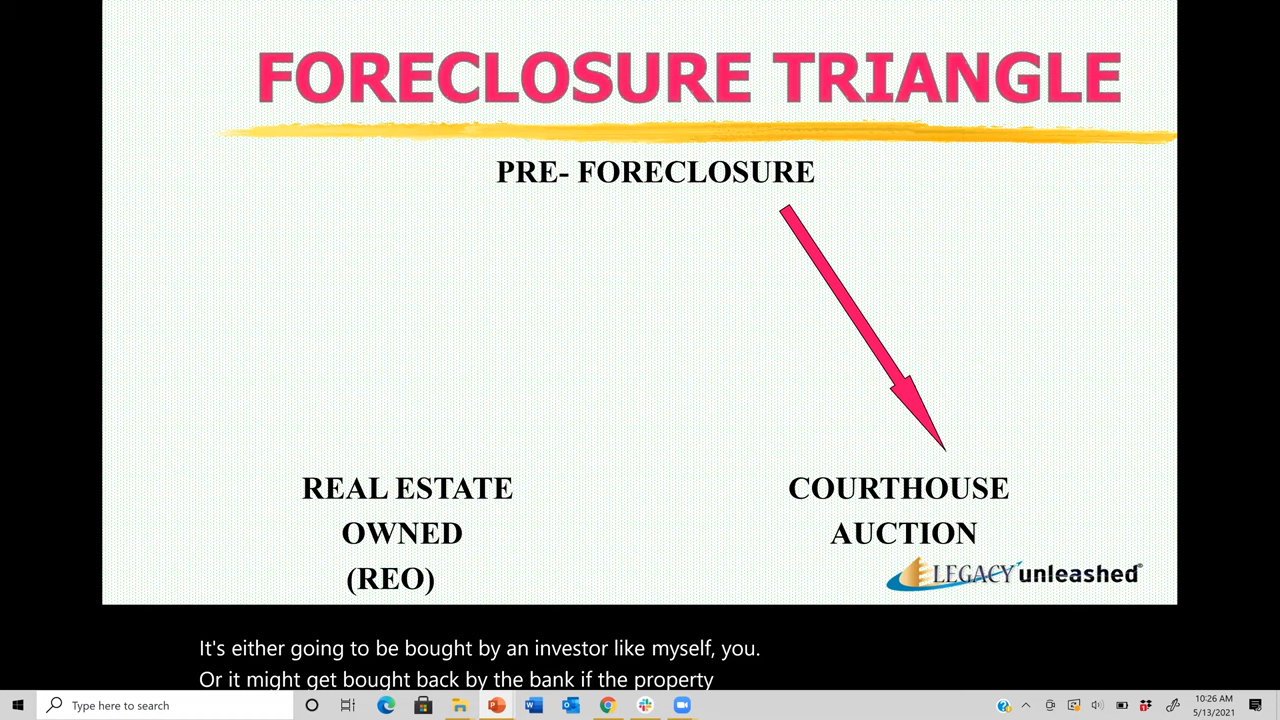 FORECLOSURE TRIANGLE
PRE- FORECLOSURE
REAL ESTATE
OWNED
(REO)
COURTHOUSE
AUCTION
LEGACY unleashed®
It's either going to be bought by an investor like myself, you.
Or it might get bought back by the bank if the property
Type here to search
10:26 AM
5/13/2021